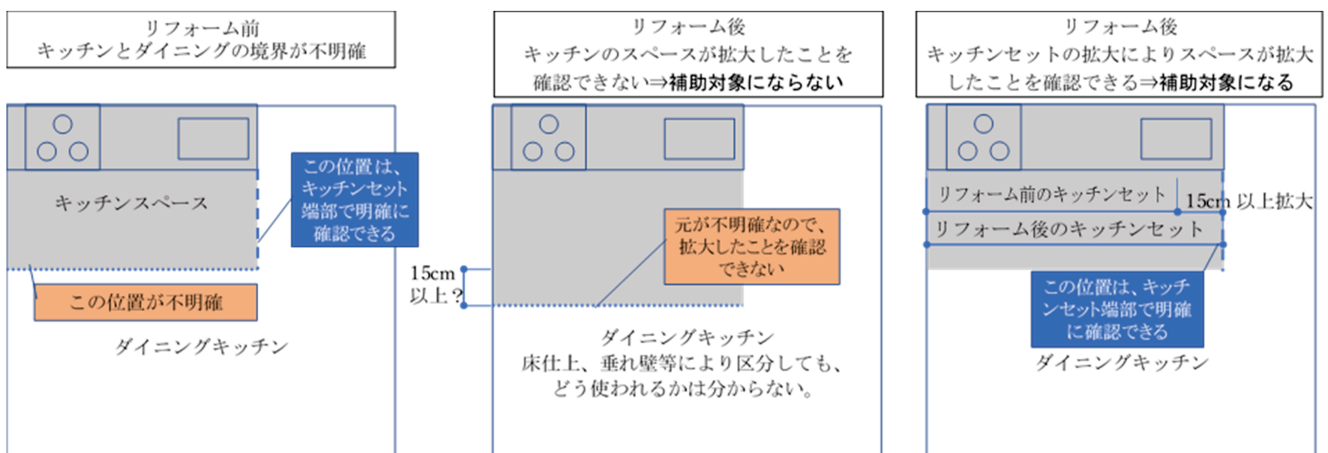 リフォーム前
キッチンとダイニングの境界が不明確
キッチンスペース
この位置は、
キッチンセット
端部で明確に
確認できる
この位置が不明確
ダイニングキッチン
リフォーム後
キッチンのスペースが拡大したことを
確認できない⇒補助対象にならない
元が不明確なので、
拡大したことを確認
できない
15cm
以上？
ダイニングキッチン
床仕上、垂れ壁等により区分しても、
どう使われるかは分からない。
リフォーム後
キッチンセットの拡大によりスペースが拡大
したことを確認できる⇒補助対象になる
リフォーム前のキッチンセット
15cm 以上拡大
リフォーム後のキッチンセット
この位置は、キッチ
ンセット端部で明確
に確認できる
ダイニングキッチン